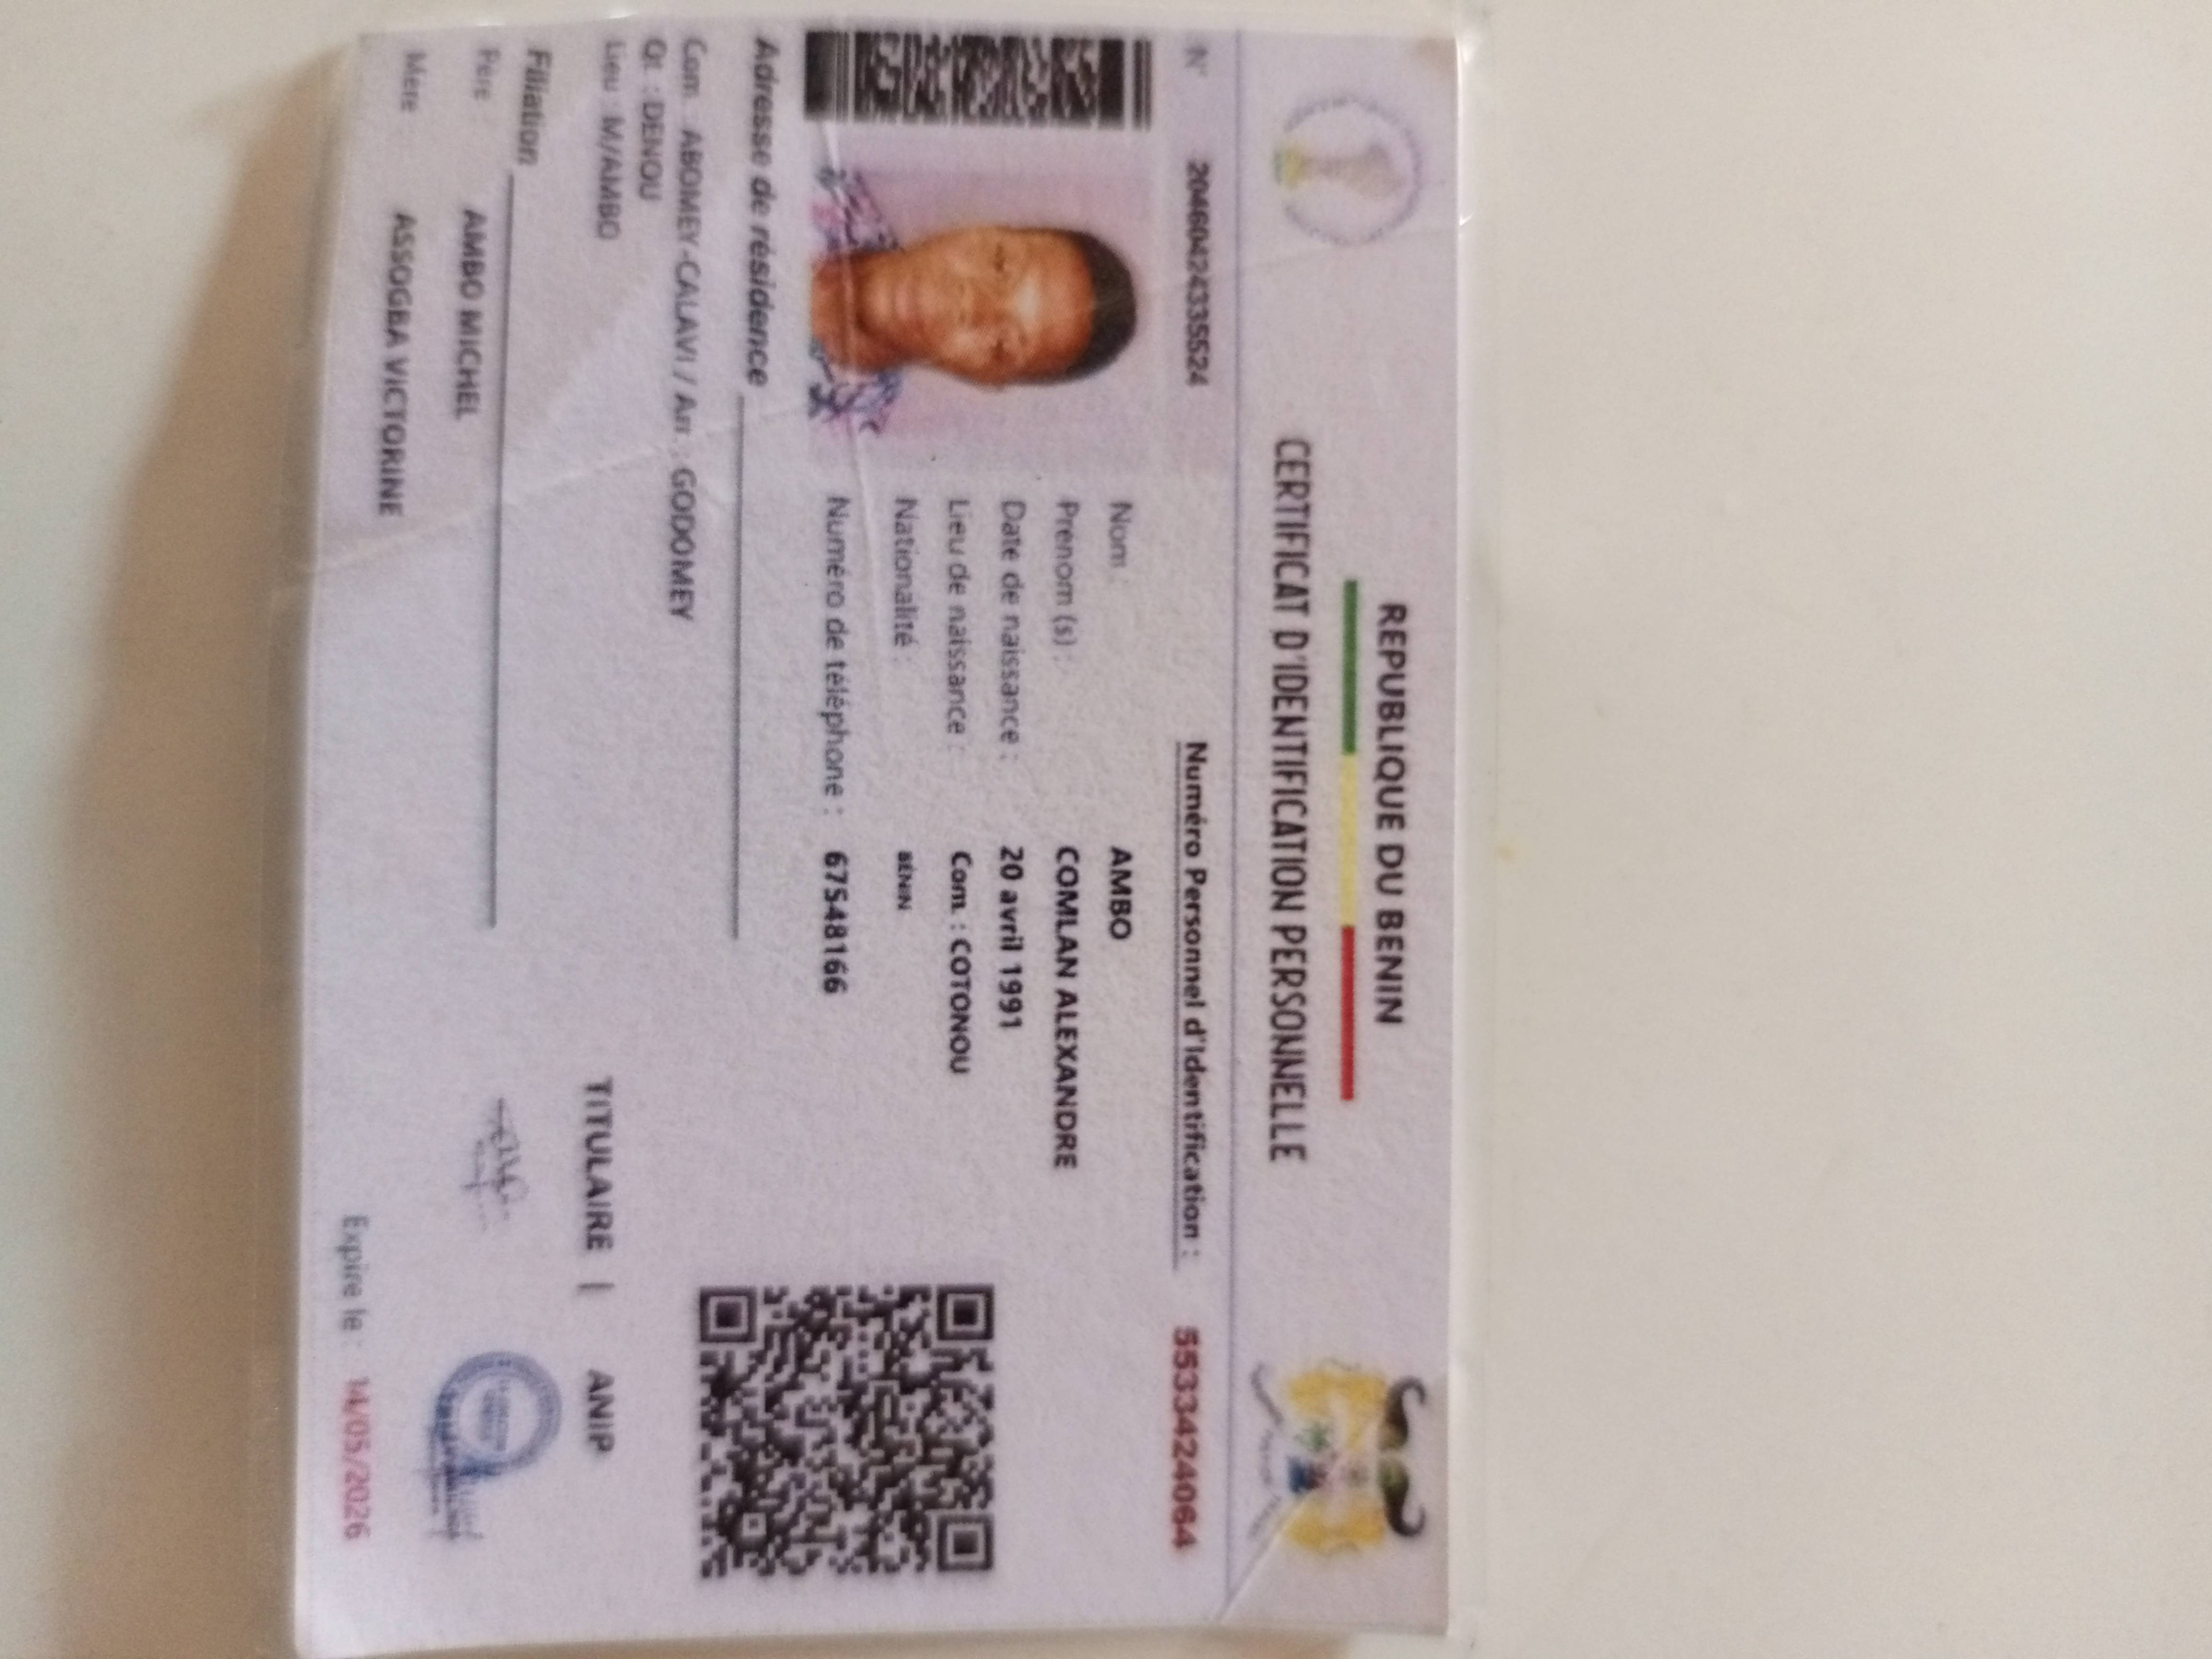 REPUBLIQUE DU BENIN
CERTIFICAT D'IDENTIFICATION PERSONNELLE
N° 20460424335524
Numéro Personnel d'Identification : 5533424064
Nom : AMBO
Prenom (s) : COMLAN ALEXANDRE
Date de naissance : 20 avril 1991
Lieu de naissance : Com. : COTONOU
Nationalité : BÉNIN
Numéro de téléphone : 67548166
Adresse de résidence
Com. : ABOMEY-CALAVI / Arr. : GODOMEY
Qt. : DENOU
Lieu : M/AMBO
Filiation
Père : AMBO MICHEL
Mère : ASSOGBA VICTORINE
TITULAIRE | ANIP
Expire le : 14/05/2026